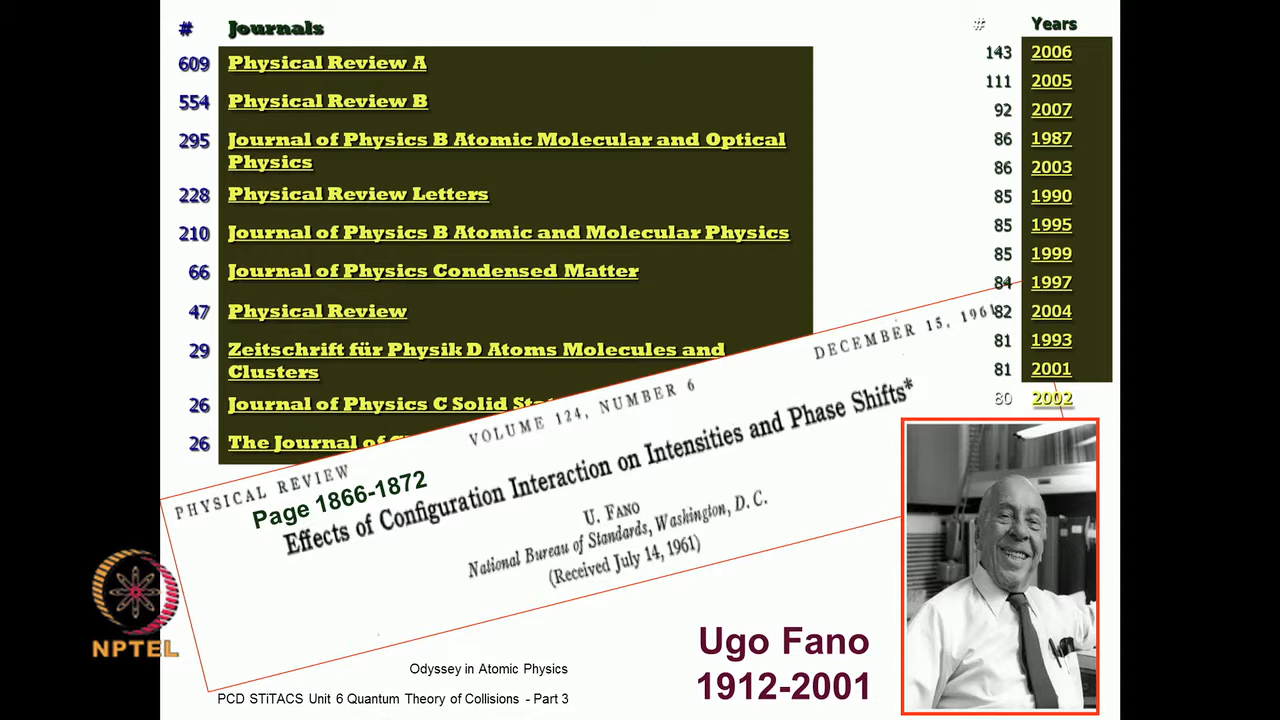 # Journals
609 Physical Review A
554 Physical Review B
295 Journal of Physics B Atomic Molecular and Optical
Physics
228 Physical Review Letters
210 Journal of Physics B Atomic and Molecular Physics
66 Journal of Physics Condensed Matter
47 Physical Review
29 Zeitschrift für Physik D Atoms Molecules and
Clusters
26 Journal of Physics C Solid
26 The Journal of
# Years
143 2006
111 2005
92 2007
86 1987
86 2003
85 1990
85 1995
85 1999
84 1997
82 2004
81 1993
81 2001
80 2002
PHYSICAL REVIEW VOLUME 124, NUMBER 6 DECEMBER 15, 1961
Page 1866-1872
Effects of Configuration Interaction on Intensities and Phase Shifts*
U. FANO
National Bureau of Standards, Washington, D. C.
(Received July 14, 1961)
Ugo Fano
1912-2001
NPTEL
Odyssey in Atomic Physics
PCD STiTACS Unit 6 Quantum Theory of Collisions - Part 3